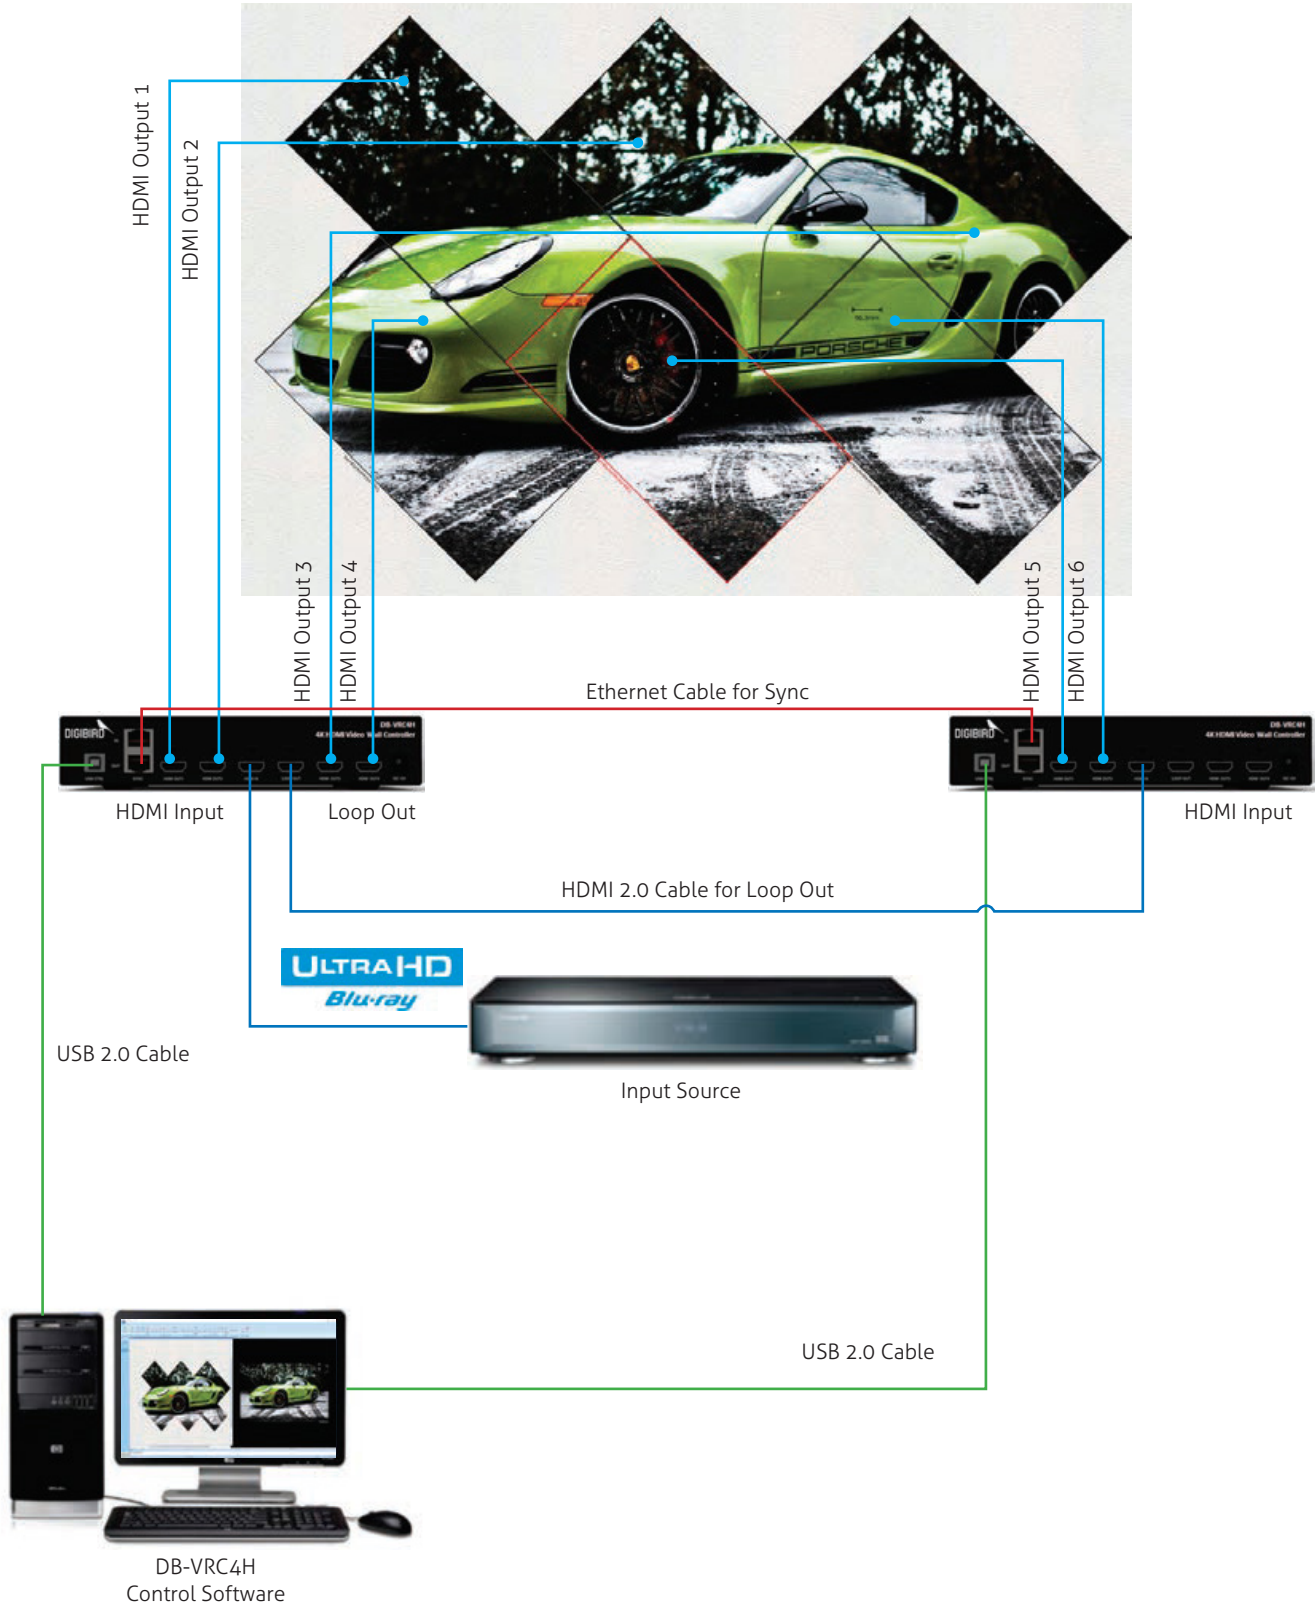 HDMI Output 1
HDMI Output 2
PORSCHE
HDMI Output 3
HDMI Output 4
HDMI Output 5
HDMI Output 6
Ethernet Cable for Sync
DIGIBIRD
DB-VRC4H
4K HDMI Video Wall Controller
DIGIBIRD
DB-VRC4H
4K HDMI Video Wall Controller
HDMI Input
Loop Out
HDMI Input
HDMI 2.0 Cable for Loop Out
ULTRA HD
Blu-ray
USB 2.0 Cable
Input Source
USB 2.0 Cable
DB-VRC4H
Control Software